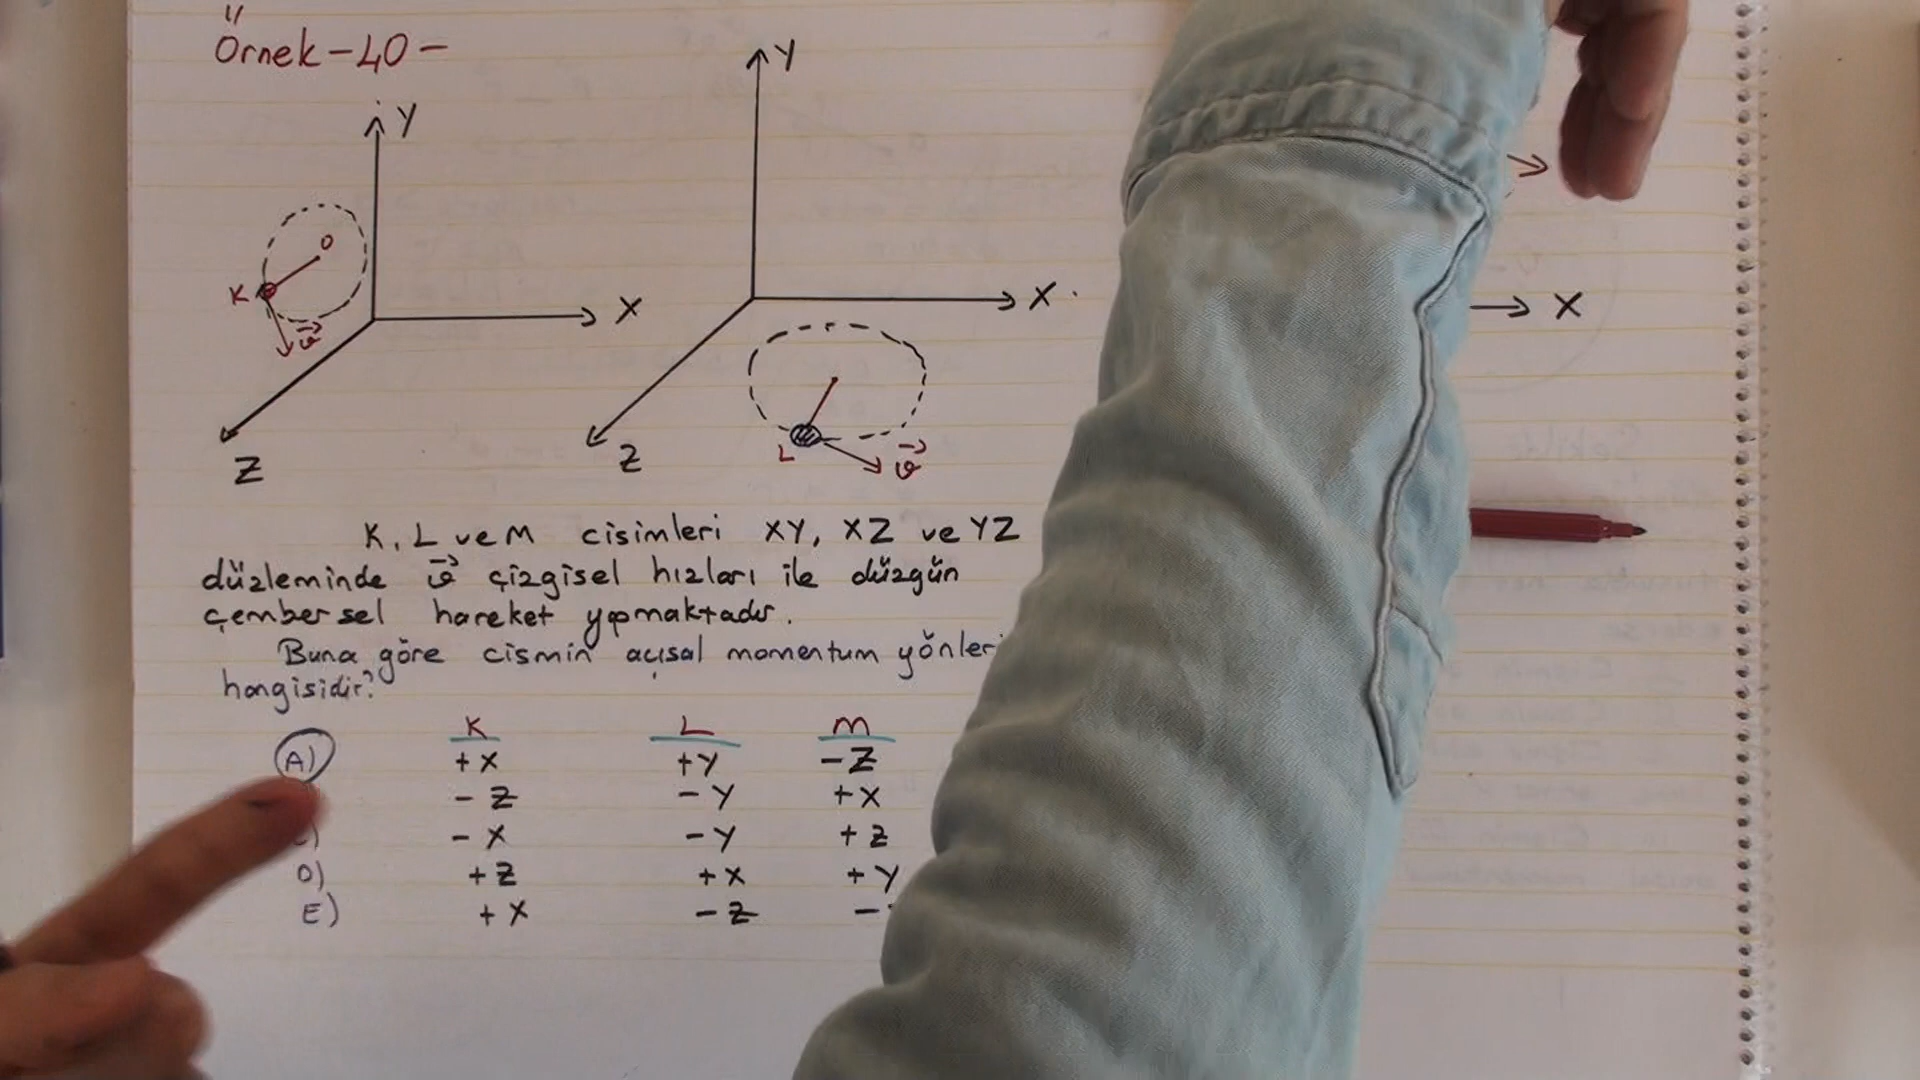 Örnek-40-
Y
X
Z
O
K
v
Y
X
Z
L
v
X
K, L ve M cisimleri XY, XZ ve YZ
düzleminde v çizgisel hızları ile düzgün
çembersel hareket yapmaktadır.
Buna göre cismin açısal momentum yönleri
hangisidir?
K L M
A) +X +Y -Z
-Z -Y +X
-X -Y +Z
D) +Z +X +Y
E) +X -Z -